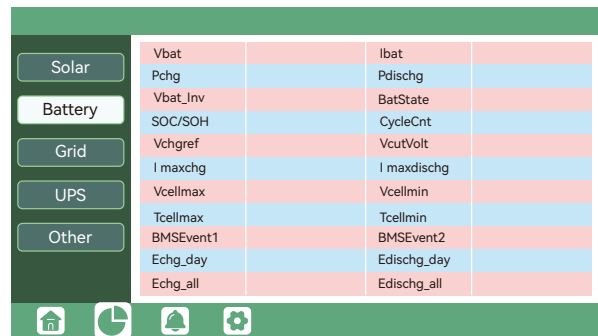 Solar
Battery
Grid
UPS
Other
Vbat Ibat
Pchg Pdischg
Vbat_Inv BatState
SOC/SOH CycleCnt
Vchgref VcutVolt
I maxchg I maxdischg
Vcellmax Vcellmin
Tcellmax Tcellmin
BMSEvent1 BMSEvent2
Echg_day Edischg_day
Echg_all Edischg_all